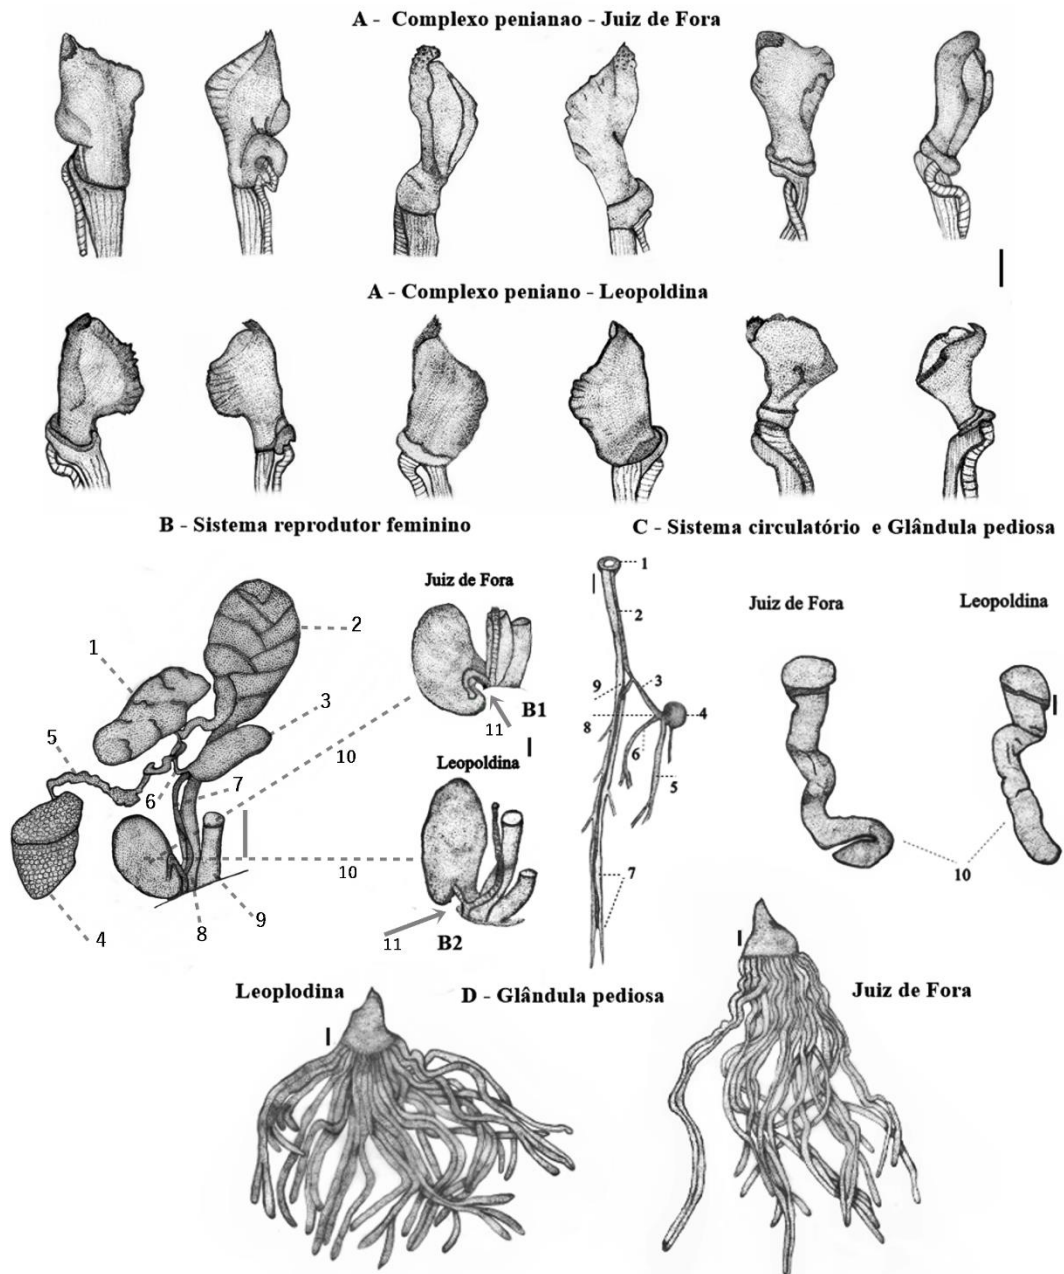 A - Complexo penianao - Juiz de Fora
A - Complexo peniano - Leopoldina
B - Sistema reprodutor feminino
1
2
3
4
5
6
7
8
9
10
10
Juiz de Fora
11
B1
Leopoldina
11
B2
C - Sistema circulatório e Glândula pediosa
1
2
3
4
5
6
7
8
9
Juiz de Fora
Leopoldina
10
D - Glândula pediosa
Leoplodina
Juiz de Fora